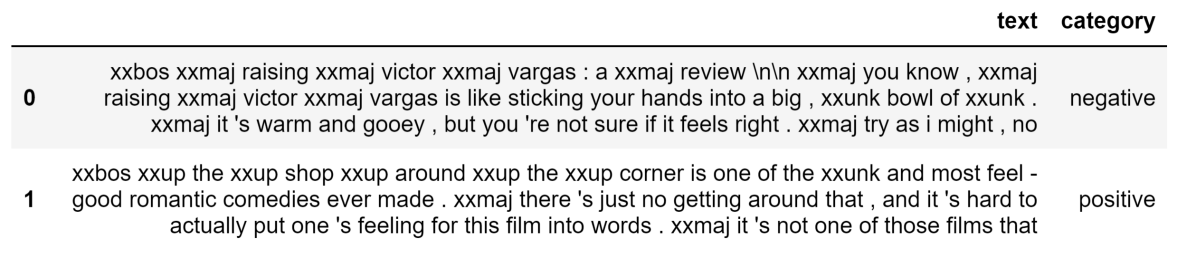 text category
xxbos xxmaj raising xxmaj victor xxmaj vargas : a xxmaj review \n\n xxmaj you know , xxmaj
0 raising xxmaj victor xxmaj vargas is like sticking your hands into a big , xxunk bowl of xxunk . negative
xxmaj it 's warm and gooey , but you 're not sure if it feels right . xxmaj try as i might , no
xxbos xxup the xxup shop xxup around xxup the xxup corner is one of the xxunk and most feel -
1 good romantic comedies ever made . xxmaj there 's just no getting around that , and it 's hard to positive
actually put one 's feeling for this film into words . xxmaj it 's not one of those films that